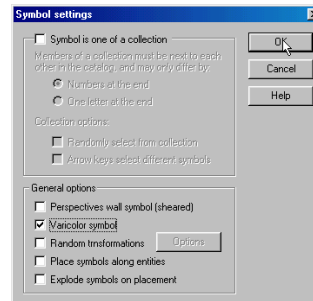 Symbol settings
Symbol is one of a collection
OK
Members of a collection must be next to each
other in the catalog, and may only differ by:
Cancel
Numbers at the end
One letter at the end
Help
Collection options:
Randomly select from collection
Arrow keys select different symbols
General options
Perspectives wall symbol (sheared)
Varicolor symbol
Random trnsformations
Options
Place symbols along entities
Explode symbols on placement